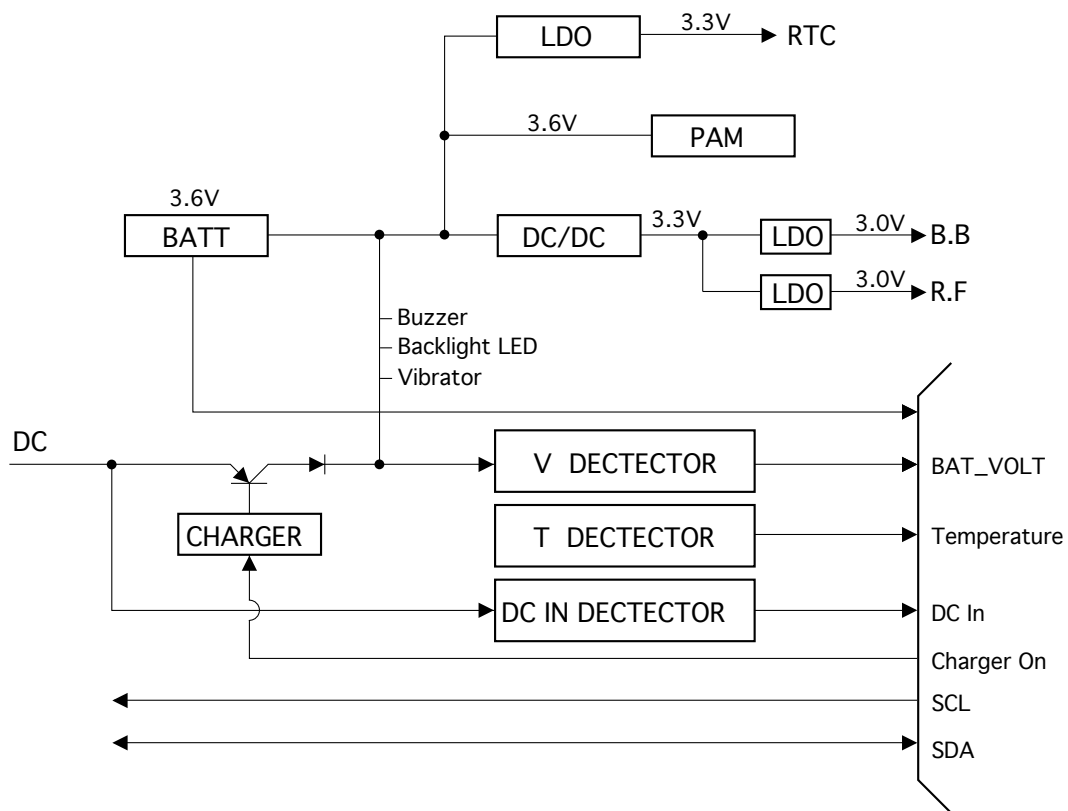 LDO
3.3V
RTC
3.6V
PAM
3.6V
BATT
DC/DC
3.3V
LDO
3.0V
B.B
LDO
3.0V
R.F
Buzzer
Backlight LED
Vibrator
DC
V DECTECTOR
BAT_VOLT
CHARGER
T DECTECTOR
Temperature
DC IN DECTECTOR
DC In
Charger On
SCL
SDA